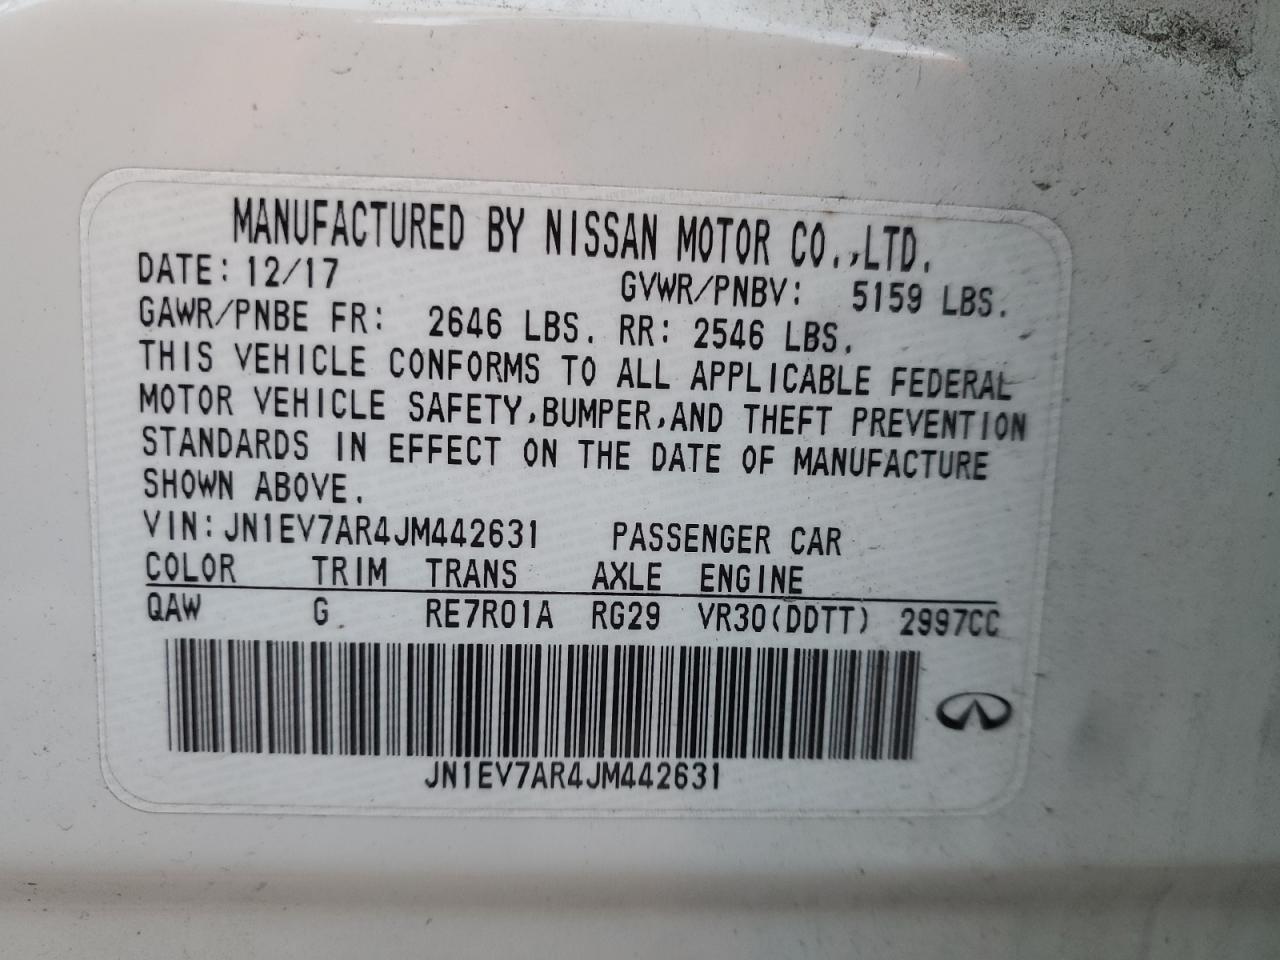 MANUFACTURED BY NISSAN MOTOR CO.,LTD.
DATE: 12/17 GVWR/PNBV: 5159 LBS.
GAWR/PNBE FR: 2646 LBS. RR: 2546 LBS.
THIS VEHICLE CONFORMS TO ALL APPLICABLE FEDERAL
MOTOR VEHICLE SAFETY,BUMPER,AND THEFT PREVENTION
STANDARDS IN EFFECT ON THE DATE OF MANUFACTURE
SHOWN ABOVE.
VIN:JN1EV7AR4JM442631 PASSENGER CAR
COLOR TRIM TRANS AXLE ENGINE
QAW G RE7R01A RG29 VR30(DDTT) 2997CC
JN1EV7AR4JM442631